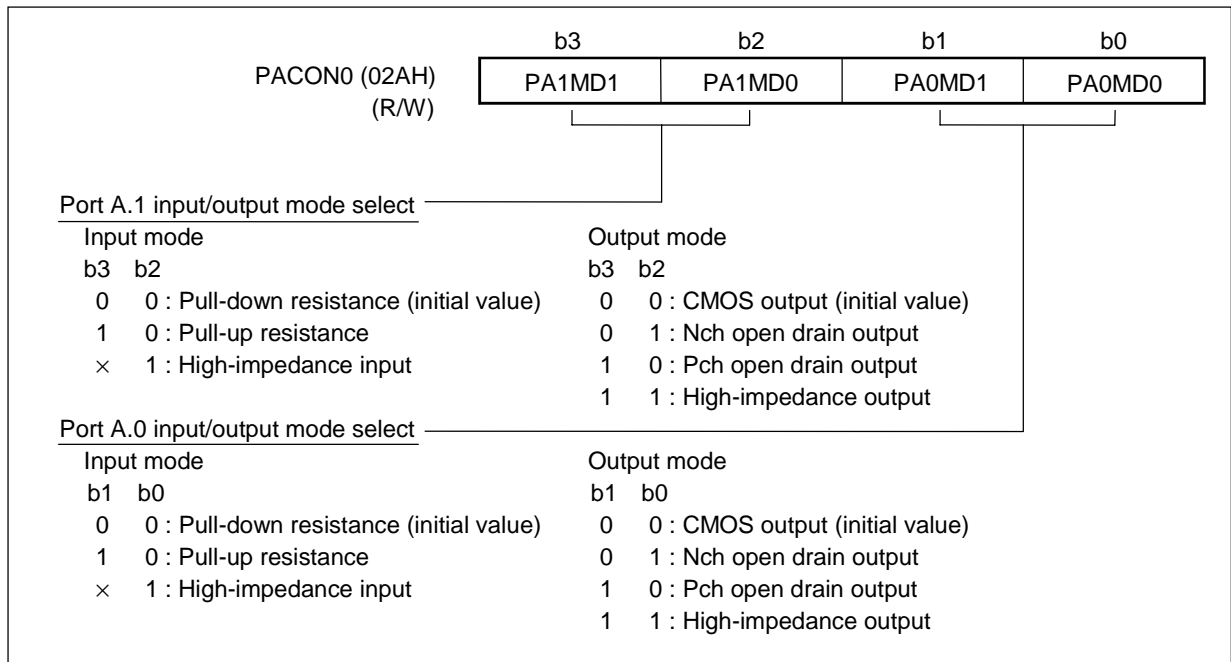 b3 b2 b1 b0
PACON0 (02AH) PA1MD1 PA1MD0 PA0MD1 PA0MD0
(R/W)
Port A.1 input/output mode select
Input mode Output mode
b3 b2 b3 b2
0 0 : Pull-down resistance (initial value) 0 0 : CMOS output (initial value)
1 0 : Pull-up resistance 0 1 : Nch open drain output
× 1 : High-impedance input 1 0 : Pch open drain output
1 1 : High-impedance output
Port A.0 input/output mode select
Input mode Output mode
b1 b0 b1 b0
0 0 : Pull-down resistance (initial value) 0 0 : CMOS output (initial value)
1 0 : Pull-up resistance 0 1 : Nch open drain output
× 1 : High-impedance input 1 0 : Pch open drain output
1 1 : High-impedance output